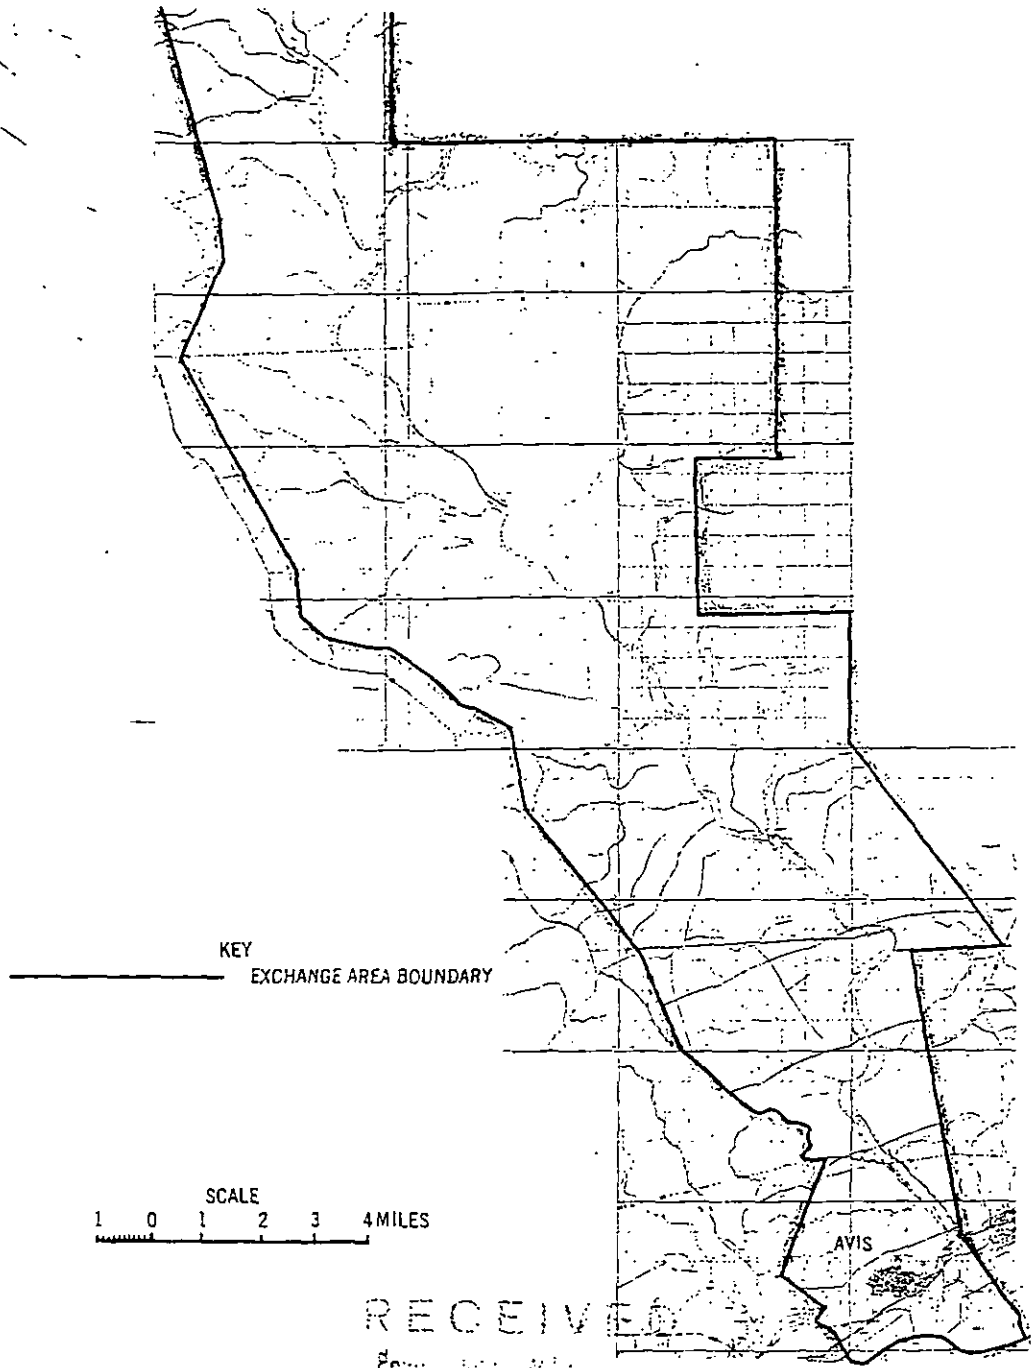 KEY
EXCHANGE AREA BOUNDARY
SCALE
1 0 1 2 3 4 MILES
AVIS
RECEIVED